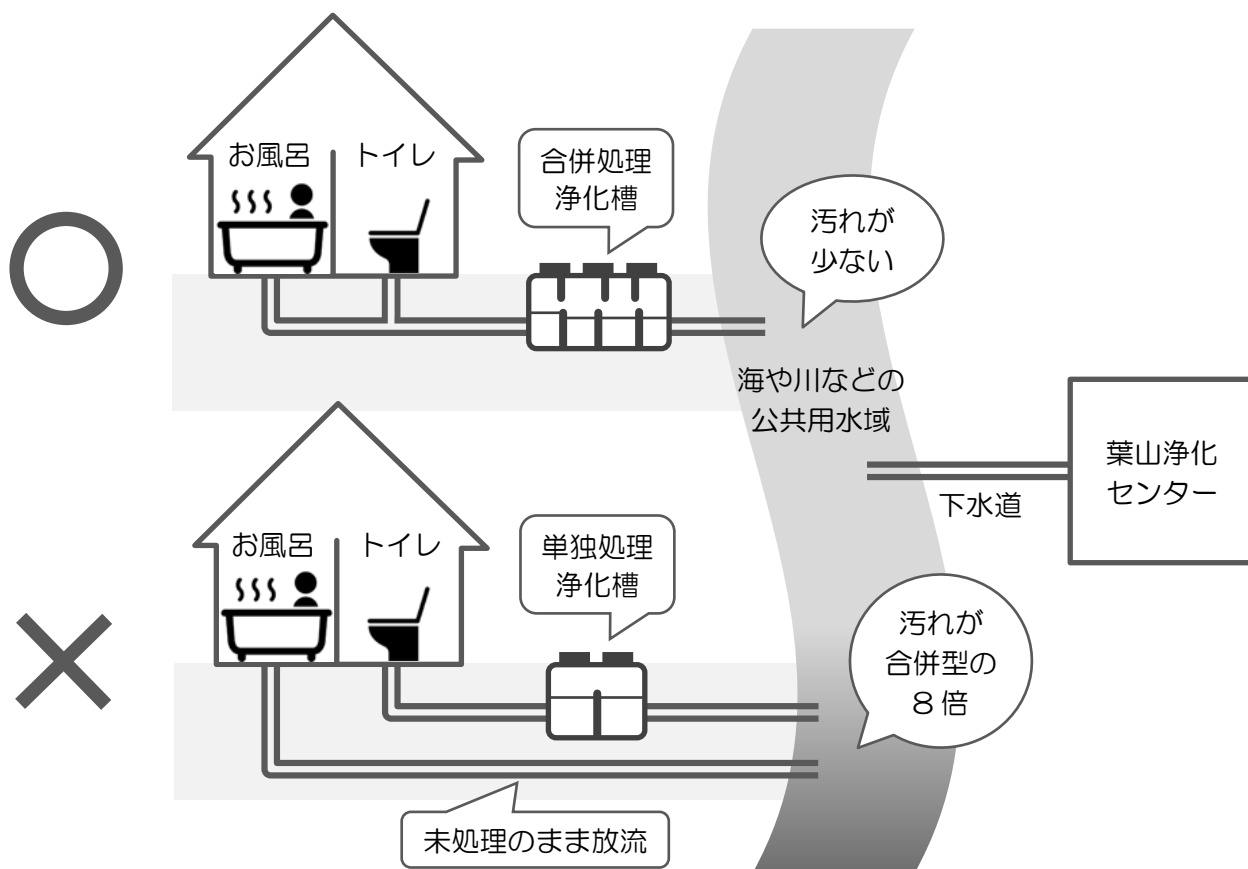 お風呂
トイレ
合併処理
浄化槽
汚れが
少ない
海や川などの
公共用水域
葉山浄化
センター
下水道
お風呂
トイレ
単独処理
浄化槽
汚れが
合併型の
8倍
未処理のまま放流